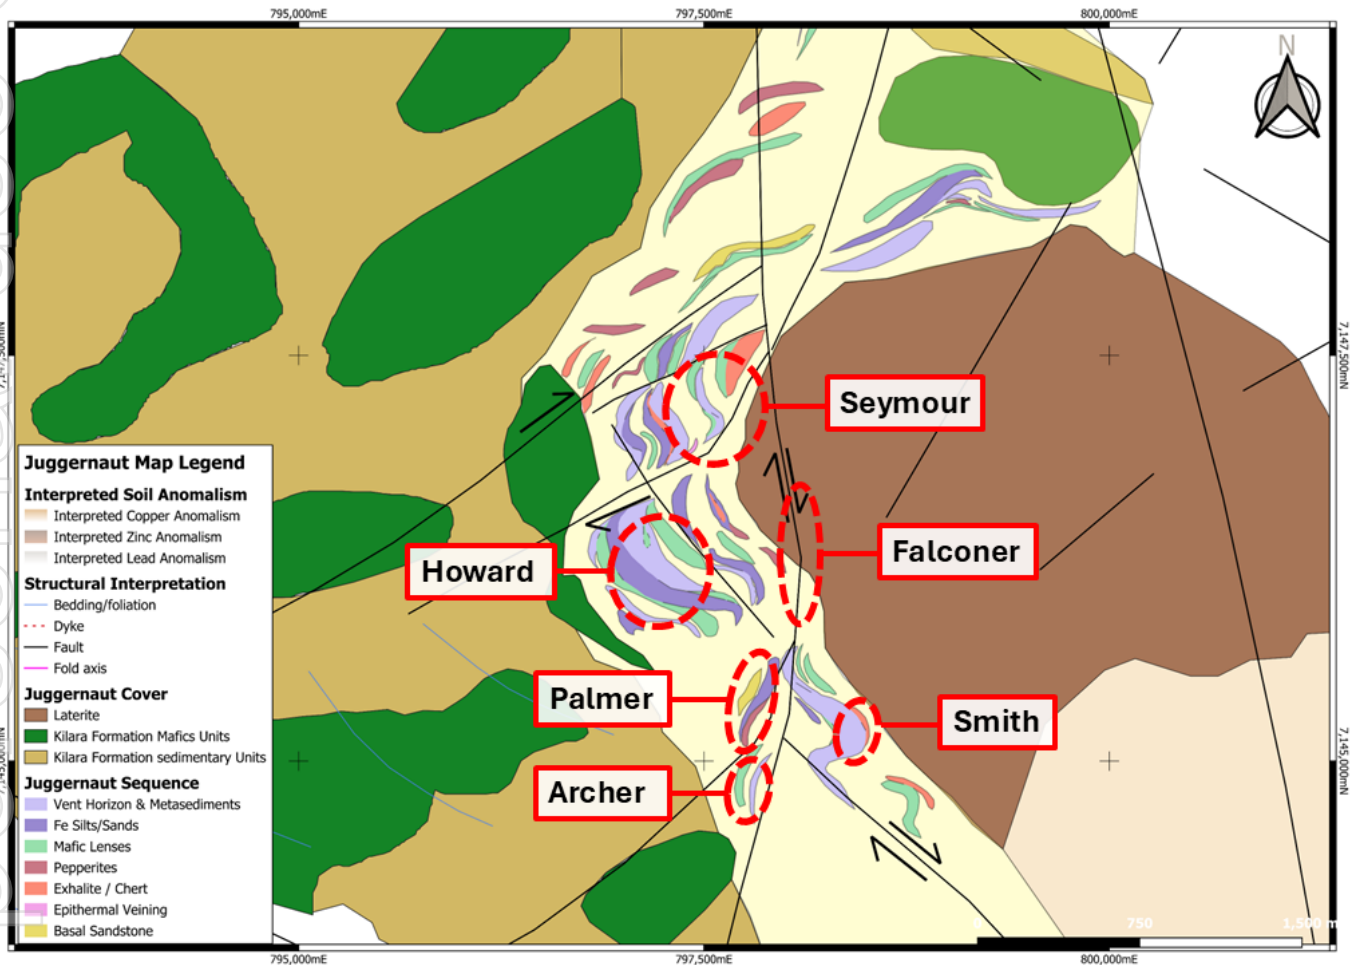 795,000mE
797,500mE
800,000mE
N
7,147,500mN
Seymour
Falconer
Howard
Palmer
Smith
Archer
7,145,000mN
Juggernaut Map Legend
Interpreted Soil Anomalism
Interpreted Copper Anomalism
Interpreted Zinc Anomalism
Interpreted Lead Anomalism
Structural Interpretation
Bedding/foliation
Dyke
Fault
Fold axis
Juggernaut Cover
Laterite
Kilara Formation Mafics Units
Kilara Formation sedimentary Units
Juggernaut Sequence
Vent Horizon & Metasediments
Fe Silts/Sands
Mafic Lenses
Pepperites
Exhalite / Chert
Epithermal Veining
Basal Sandstone
750
1,500 m
795,000mE
797,500mE
800,000mE